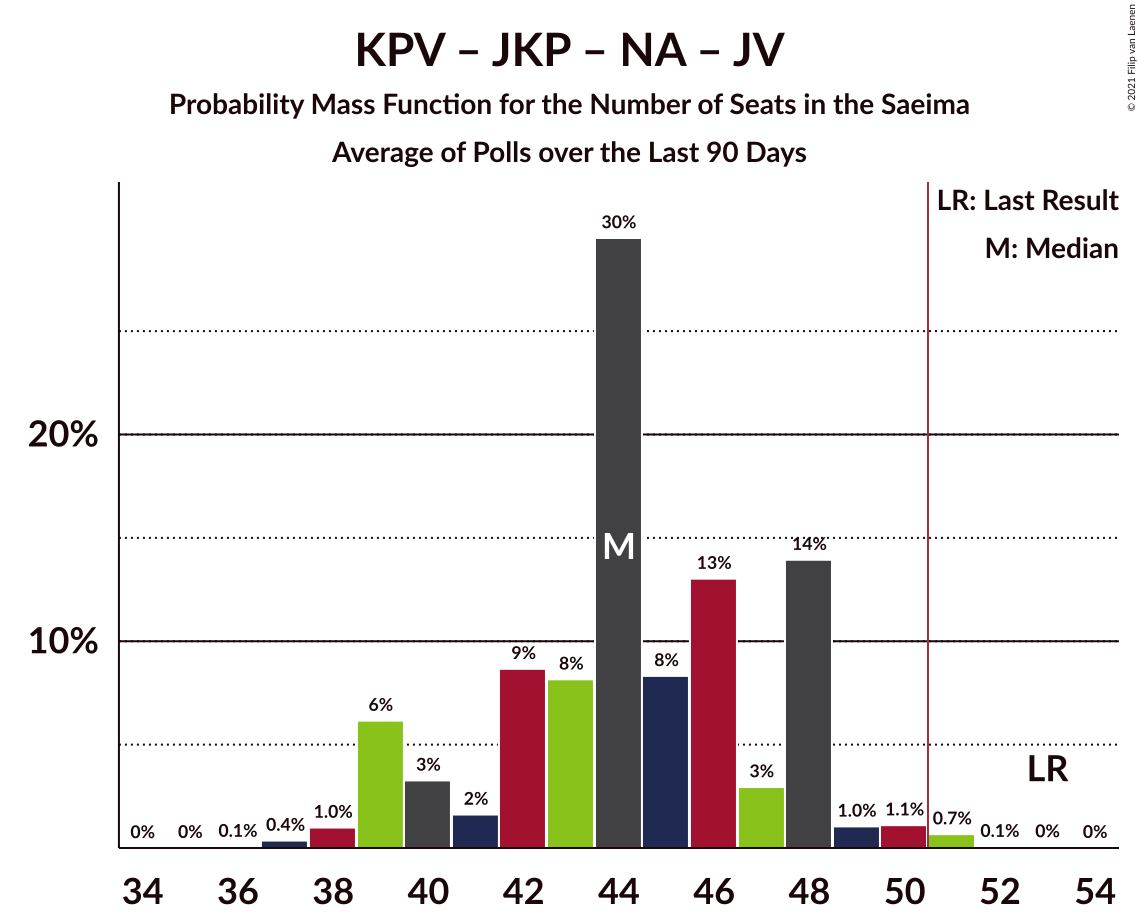 KPV – JKP – NA – JV
Probability Mass Function for the Number of Seats in the Saeima
Average of Polls over the Last 90 Days
© 2021 Filip van Laenen
LR: Last Result
M: Median
30%
20%
M
14%
13%
10%
9%
8%
8%
6%
3%
3%
LR
2%
1.0%
1.0%
1.1%
0.7%
0%
0%
0.1%
0.4%
0.1%
0%
0%
34 36 38 40 42 44 46 48 50 52 54